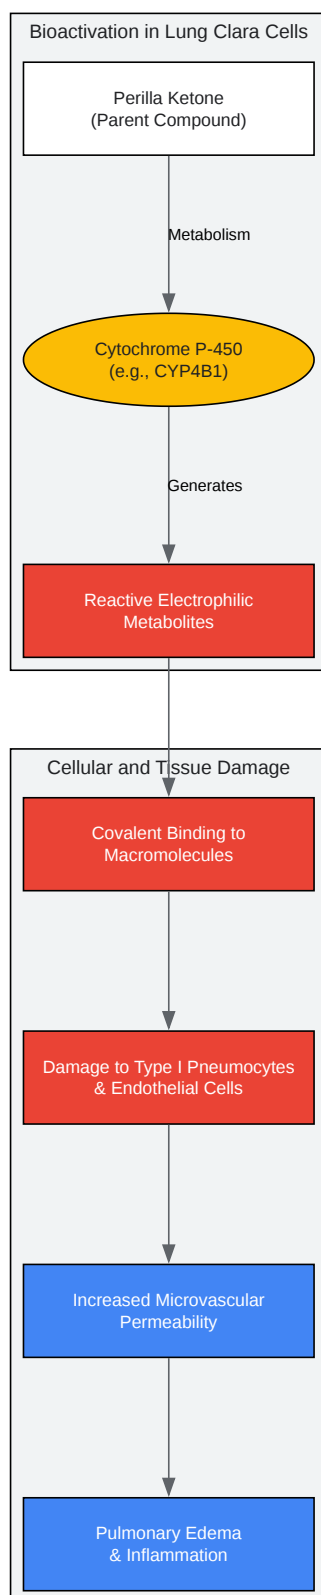 Bioactivation in Lung Clara Cells
Perilla Ketone
(Parent Compound)
Metabolism
Cytochrome P-450
(e.g., CYP4B1)
Generates
Reactive Electrophilic
Metabolites
Cellular and Tissue Damage
Covalent Binding to
Macromolecules
Damage to Type I Pneumocytes
& Endothelial Cells
Increased Microvascular
Permeability
Pulmonary Edema
& Inflammation